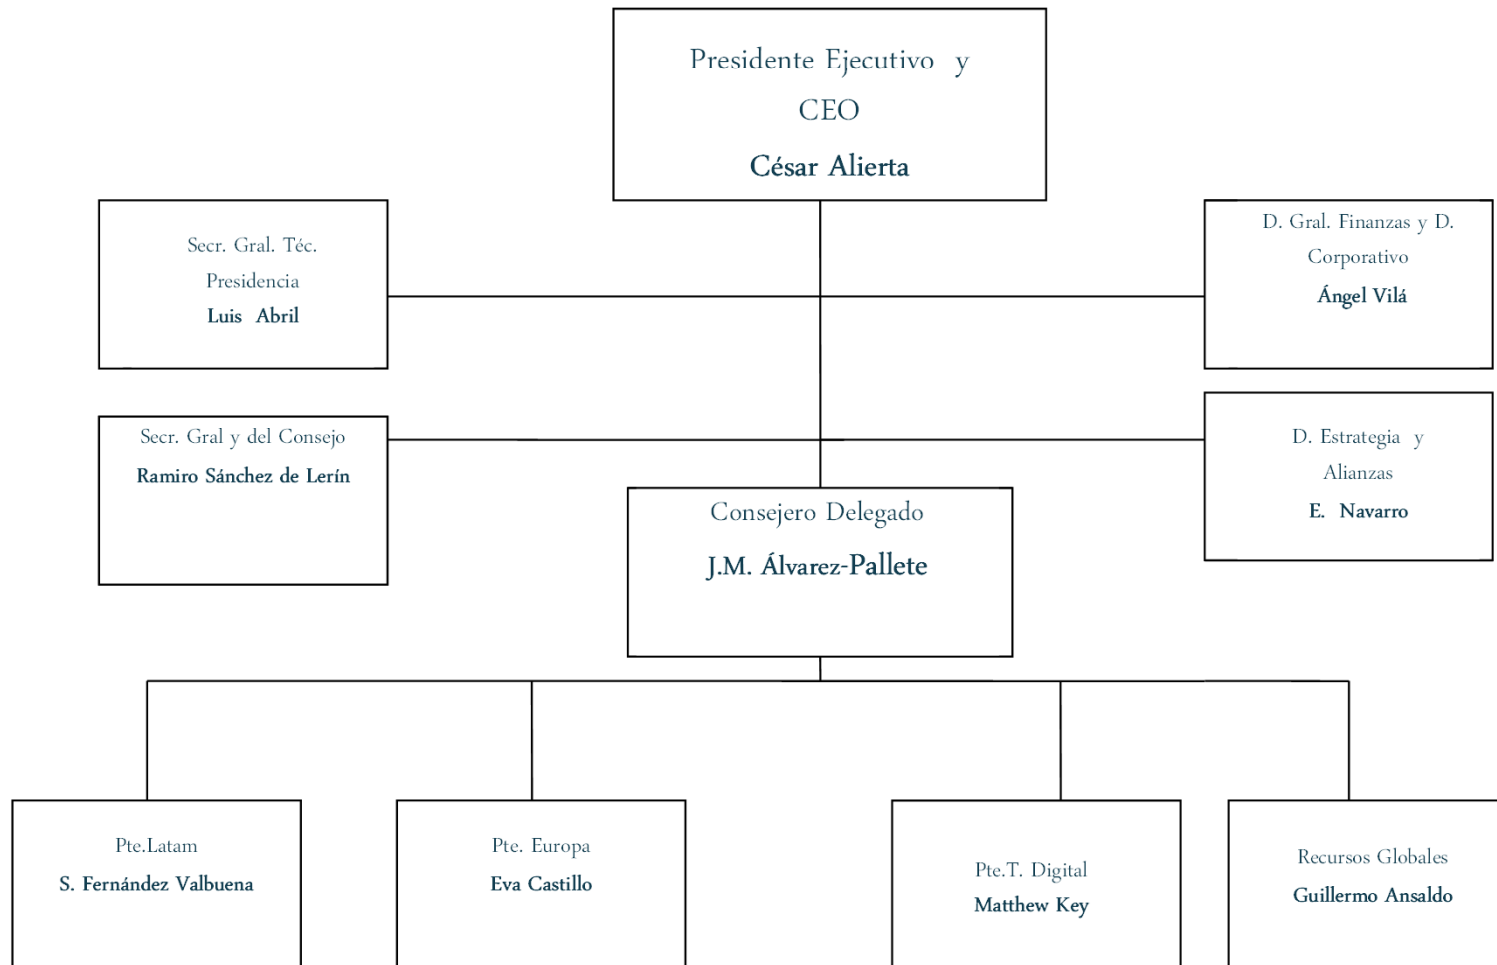 Presidente Ejecutivo y
CEO
César Alierta
Secr. Gral. Téc.
Presidencia
Luis Abril
D. Gral. Finanzas y D.
Corporativo
Ángel Vilá
Secr. Gral y del Consejo
Ramiro Sánchez de Lerín
D. Estrategia y
Alianzas
E. Navarro
Consejero Delegado
J.M. Álvarez-Pallete
Pte.Latam
S. Fernández Valbuena
Pte. Europa
Eva Castillo
Pte.T. Digital
Matthew Key
Recursos Globales
Guillermo Ansaldo